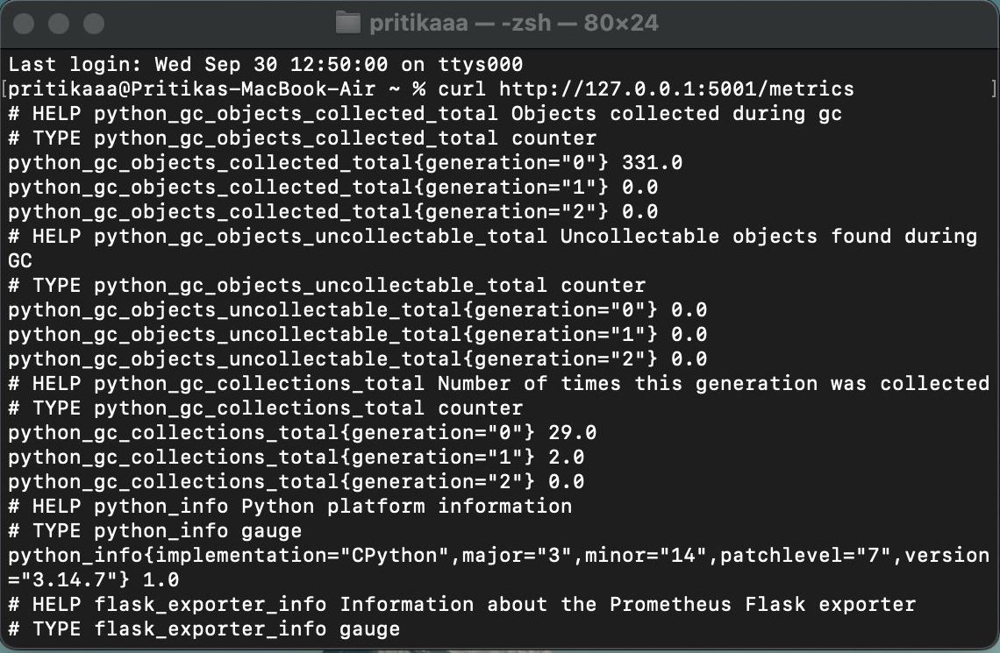 pritikaaa — -zsh — 80×24
Last login: Wed Sep 30 12:50:00 on ttys000
[pritikaaa@Pritikas-MacBook-Air ~ % curl http://127.0.0.1:5001/metrics ]
# HELP python_gc_objects_collected_total Objects collected during gc
# TYPE python_gc_objects_collected_total counter
python_gc_objects_collected_total{generation="0"} 331.0
python_gc_objects_collected_total{generation="1"} 0.0
python_gc_objects_collected_total{generation="2"} 0.0
# HELP python_gc_objects_uncollectable_total Uncollectable objects found during
GC
# TYPE python_gc_objects_uncollectable_total counter
python_gc_objects_uncollectable_total{generation="0"} 0.0
python_gc_objects_uncollectable_total{generation="1"} 0.0
python_gc_objects_uncollectable_total{generation="2"} 0.0
# HELP python_gc_collections_total Number of times this generation was collected
# TYPE python_gc_collections_total counter
python_gc_collections_total{generation="0"} 29.0
python_gc_collections_total{generation="1"} 2.0
python_gc_collections_total{generation="2"} 0.0
# HELP python_info Python platform information
# TYPE python_info gauge
python_info{implementation="CPython",major="3",minor="14",patchlevel="7",version
="3.14.7"} 1.0
# HELP flask_exporter_info Information about the Prometheus Flask exporter
# TYPE flask_exporter_info gauge